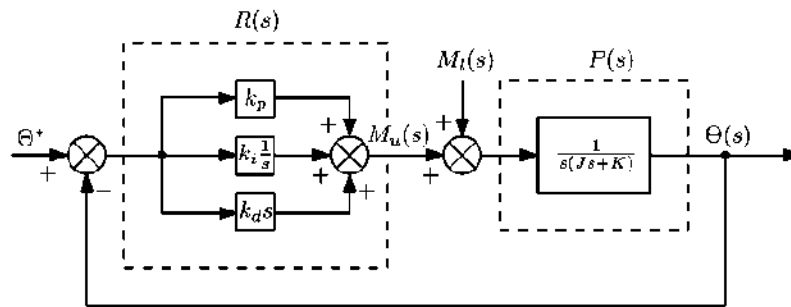 R(s)
M_l(s)
P(s)
k_p
Θ*
+
−
k_i 1/s
+
+
+
M_u(s)
+
+
1/s(Js+K)
Θ(s)
k_d s